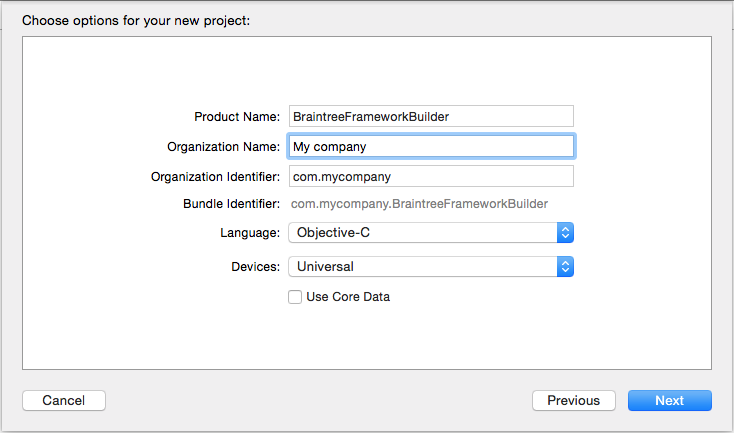 Choose options for your new project:
Product Name: BraintreeFrameworkBuilder
Organization Name: My company
Organization Identifier: com.mycompany
Bundle Identifier: com.mycompany.BraintreeFrameworkBuilder
Language: Objective-C
Devices: Universal
Use Core Data
Cancel Previous Next